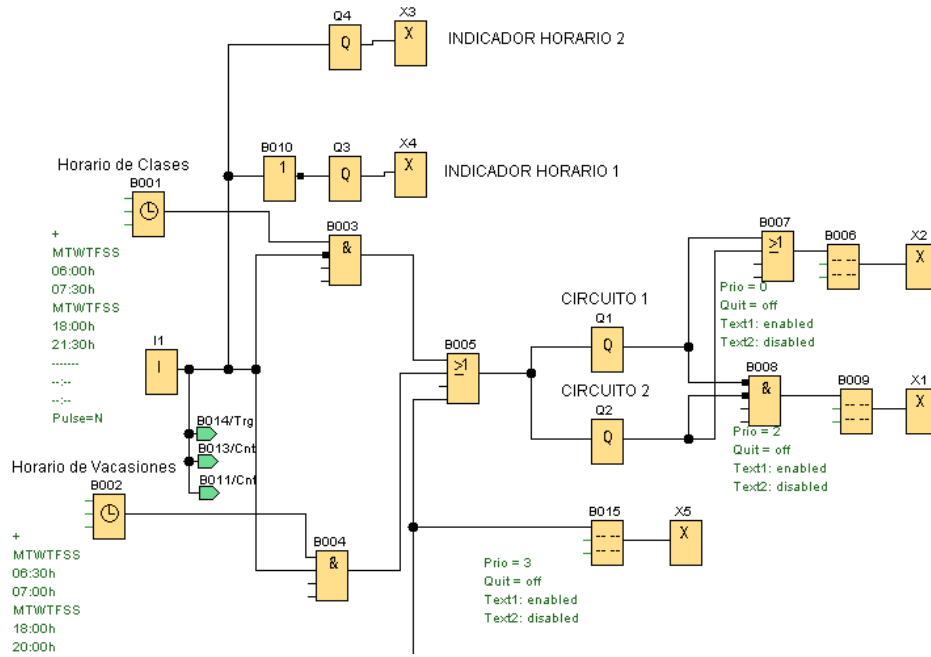 Q4
X3
Q
X
INDICADOR HORARIO 2
B010
Q3
X4
1
Q
X
INDICADOR HORARIO 1
Horario de Clases
B001
+
MTWTFSS
06:00h
07:30h
MTWTFSS
18:00h
21:30h
-------
--:--
--:--
Pulse=N
B003
&
I1
I
B014/Trg
B013/Cnt
B011/Cnt
B005
>1
CIRCUITO 1
Q1
Q
CIRCUITO 2
Q2
Q
B007
>1
B006
X2
X
Prio = 0
Quit = off
Text1: enabled
Text2: disabled
B008
&
B009
X1
X
Prio = 2
Quit = off
Text1: enabled
Text2: disabled
Horario de Vacasiones
B002
+
MTWTFSS
06:30h
07:00h
MTWTFSS
18:00h
20:00h
B004
&
B015
X5
X
Prio = 3
Quit = off
Text1: enabled
Text2: disabled